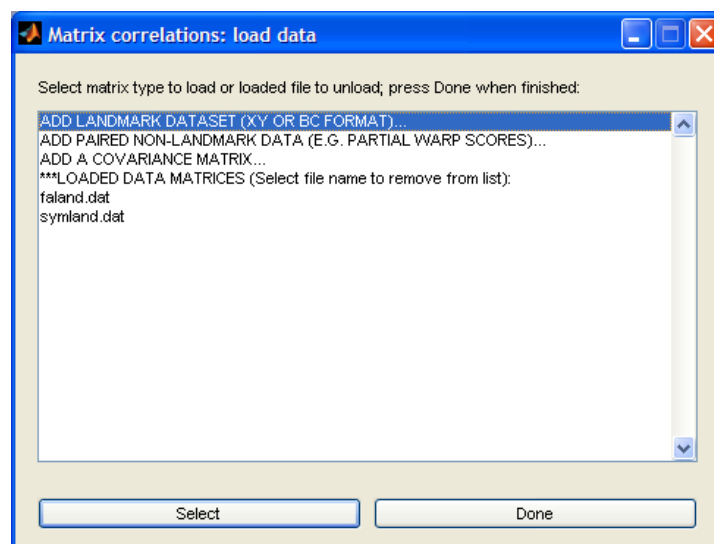 Matrix correlations: load data
Select matrix type to load or loaded file to unload; press Done when finished:
ADD LANDMARK DATASET (XY OR BC FORMAT)...
ADD PAIRED NON-LANDMARK DATA (E.G. PARTIAL WARP SCORES)...
ADD A COVARIANCE MATRIX...
***LOADED DATA MATRICES (Select file name to remove from list):
faland.dat
symland.dat
Select Done